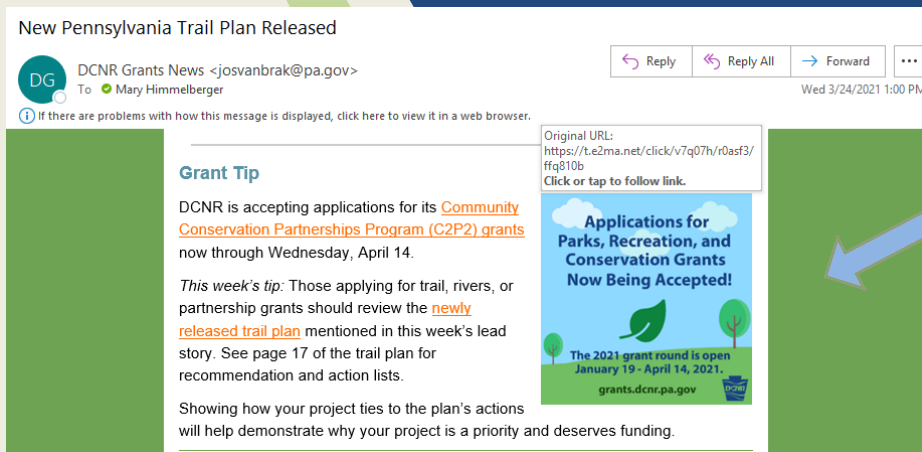 New Pennsylvania Trail Plan Released
DG
DCNR Grants News <josvanbrak@pa.gov>
To Mary Himmelberger
Reply
Reply All
Forward
...
Wed 3/24/2021 1:00 PM
If there are problems with how this message is displayed, click here to view it in a web browser.
Original URL:
https://t.e2ma.net/click/v7q07h/r0asf3/
ffq810b
Click or tap to follow link.
Grant Tip
DCNR is accepting applications for its Community
Conservation Partnerships Program (C2P2) grants
now through Wednesday, April 14.
This week's tip: Those applying for trail, rivers, or
partnership grants should review the newly
released trail plan mentioned in this week's lead
story. See page 17 of the trail plan for
recommendation and action lists.
Showing how your project ties to the plan's actions
will help demonstrate why your project is a priority and deserves funding.
Applications for
Parks, Recreation, and
Conservation Grants
Now Being Accepted!
The 2021 grant round is open
January 19 - April 14, 2021.
grants.dcnr.pa.gov
DCNR